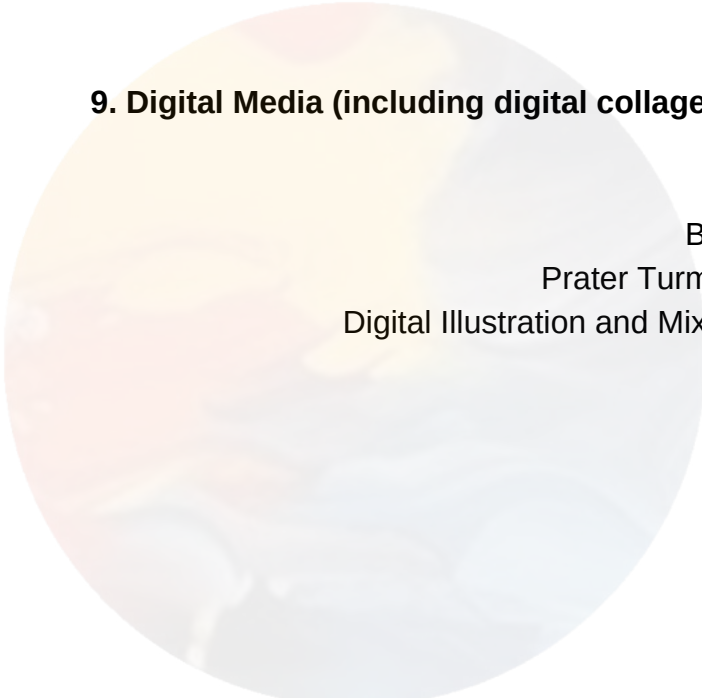 9. Digital Media (including digital collage
B
Prater Turm
Digital Illustration and Mix